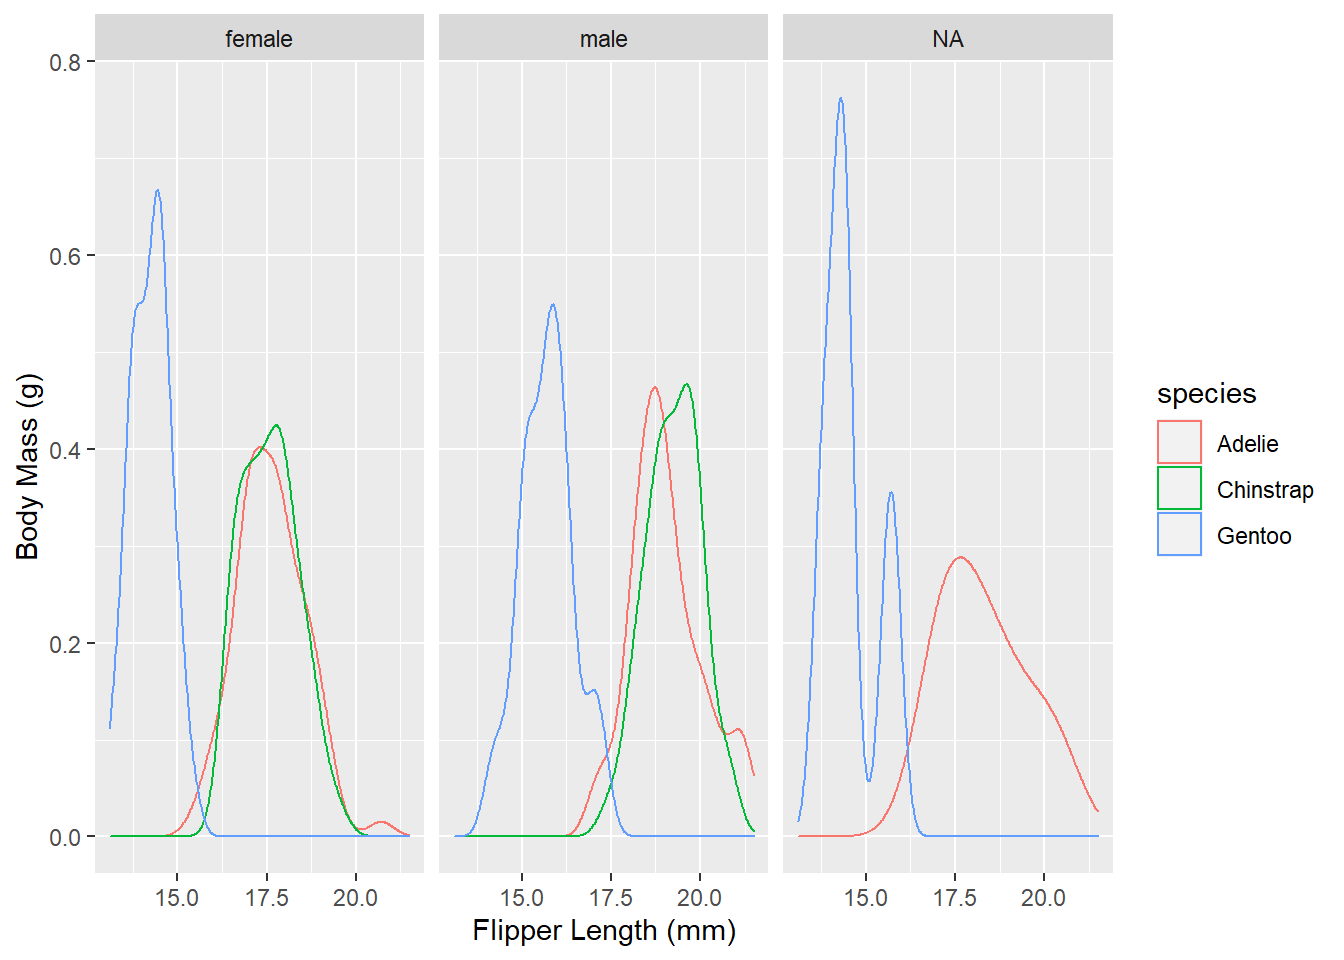 female
male
NA
0.8
0.6
0.4
0.2
0.0
Body Mass (g)
15.0 17.5 20.0
15.0 17.5 20.0
15.0 17.5 20.0
Flipper Length (mm)
species
Adelie
Chinstrap
Gentoo